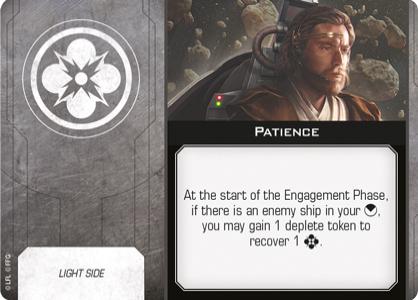 PATIENCE
At the start of the Engagement Phase,
if there is an enemy ship in your ,
you may gain 1 deplete token to
recover 1 .
LIGHT SIDE
© LFL © FFG